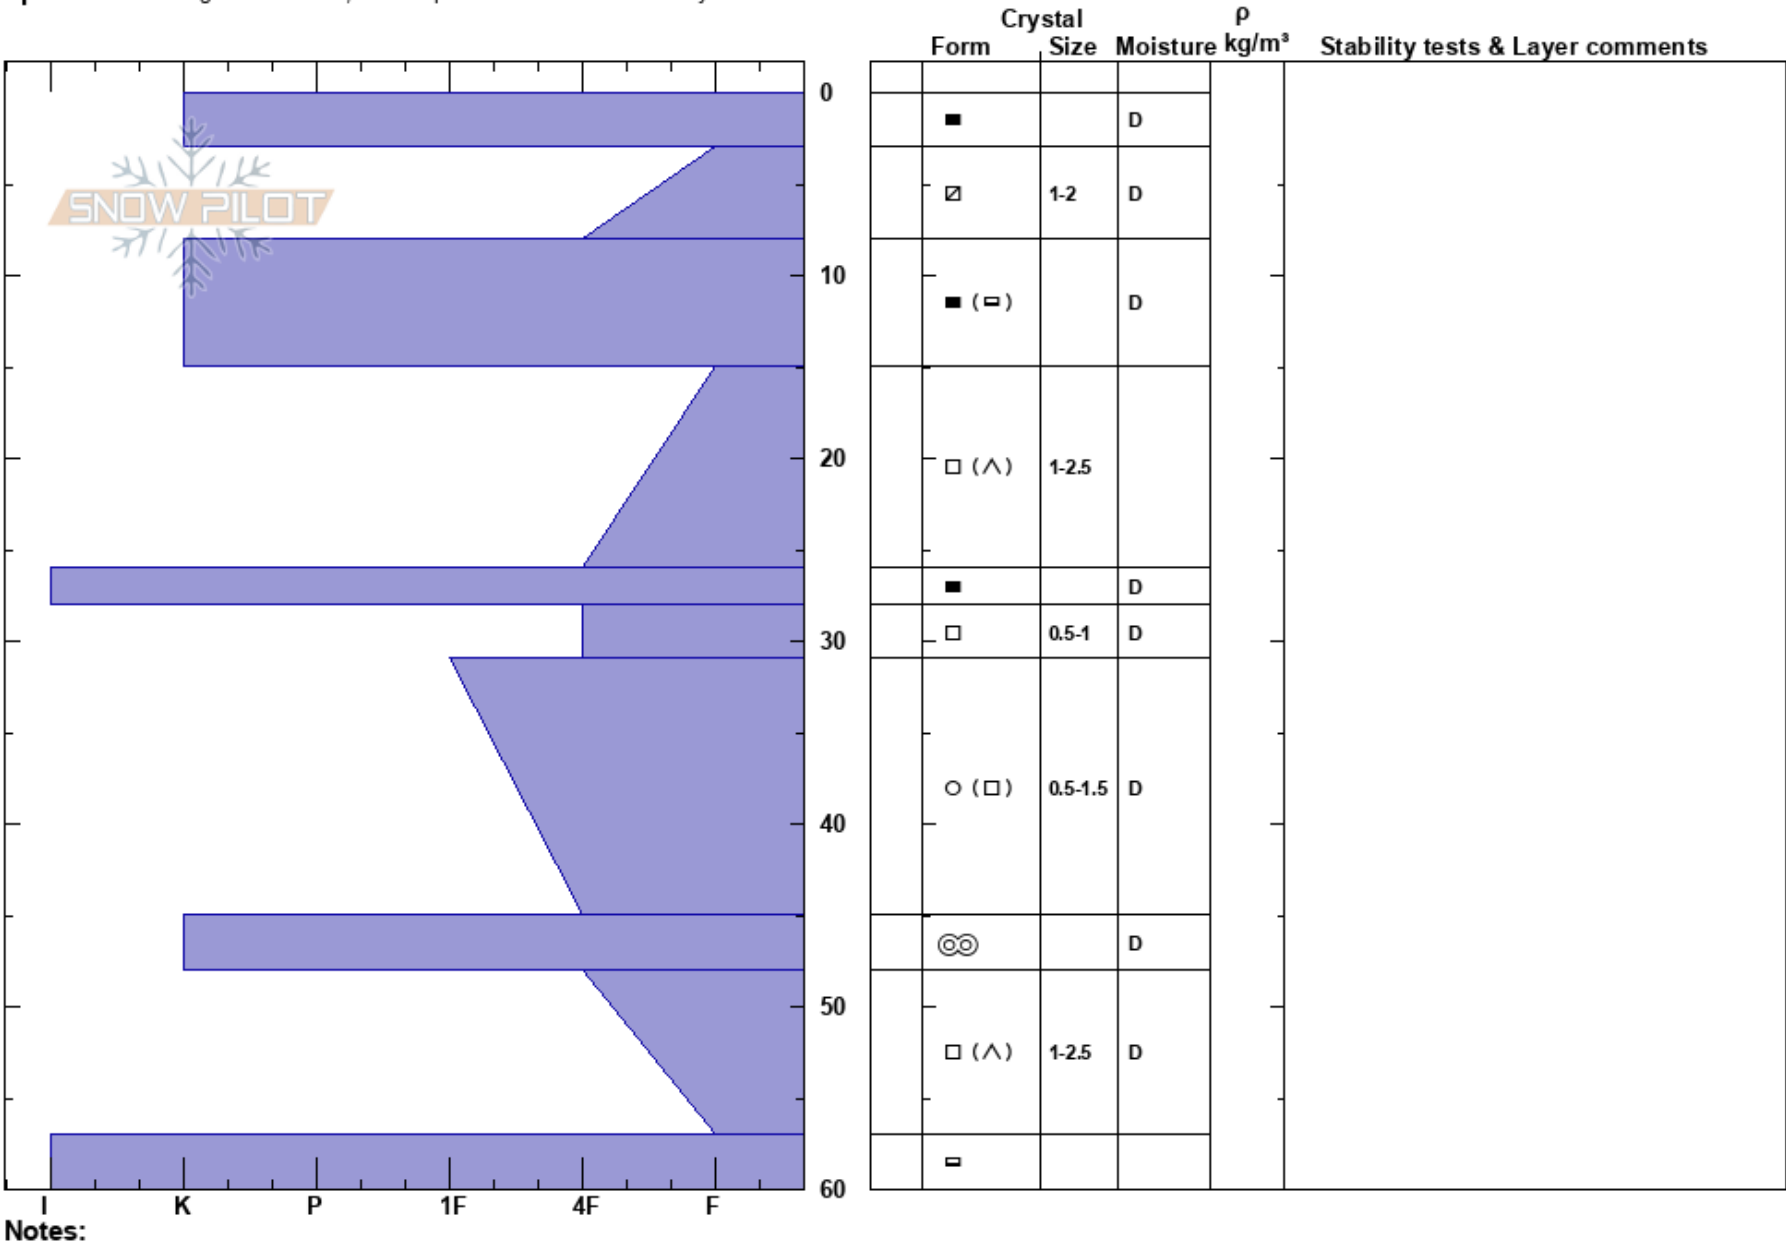 Crystal ρ
Form Size Moisture kg/m³ Stability tests & Layer comments
0
■ D
SNOW PILOT
1-2 D
10
■ (  ) D
20
□ (∧) 1-2.5
■ D
30
□ 0.5-1 D
○ (□) 0.5-1.5 D
40
D
50
□ (∧) 1-2.5 D
60
I K P 1F 4F F
Notes: